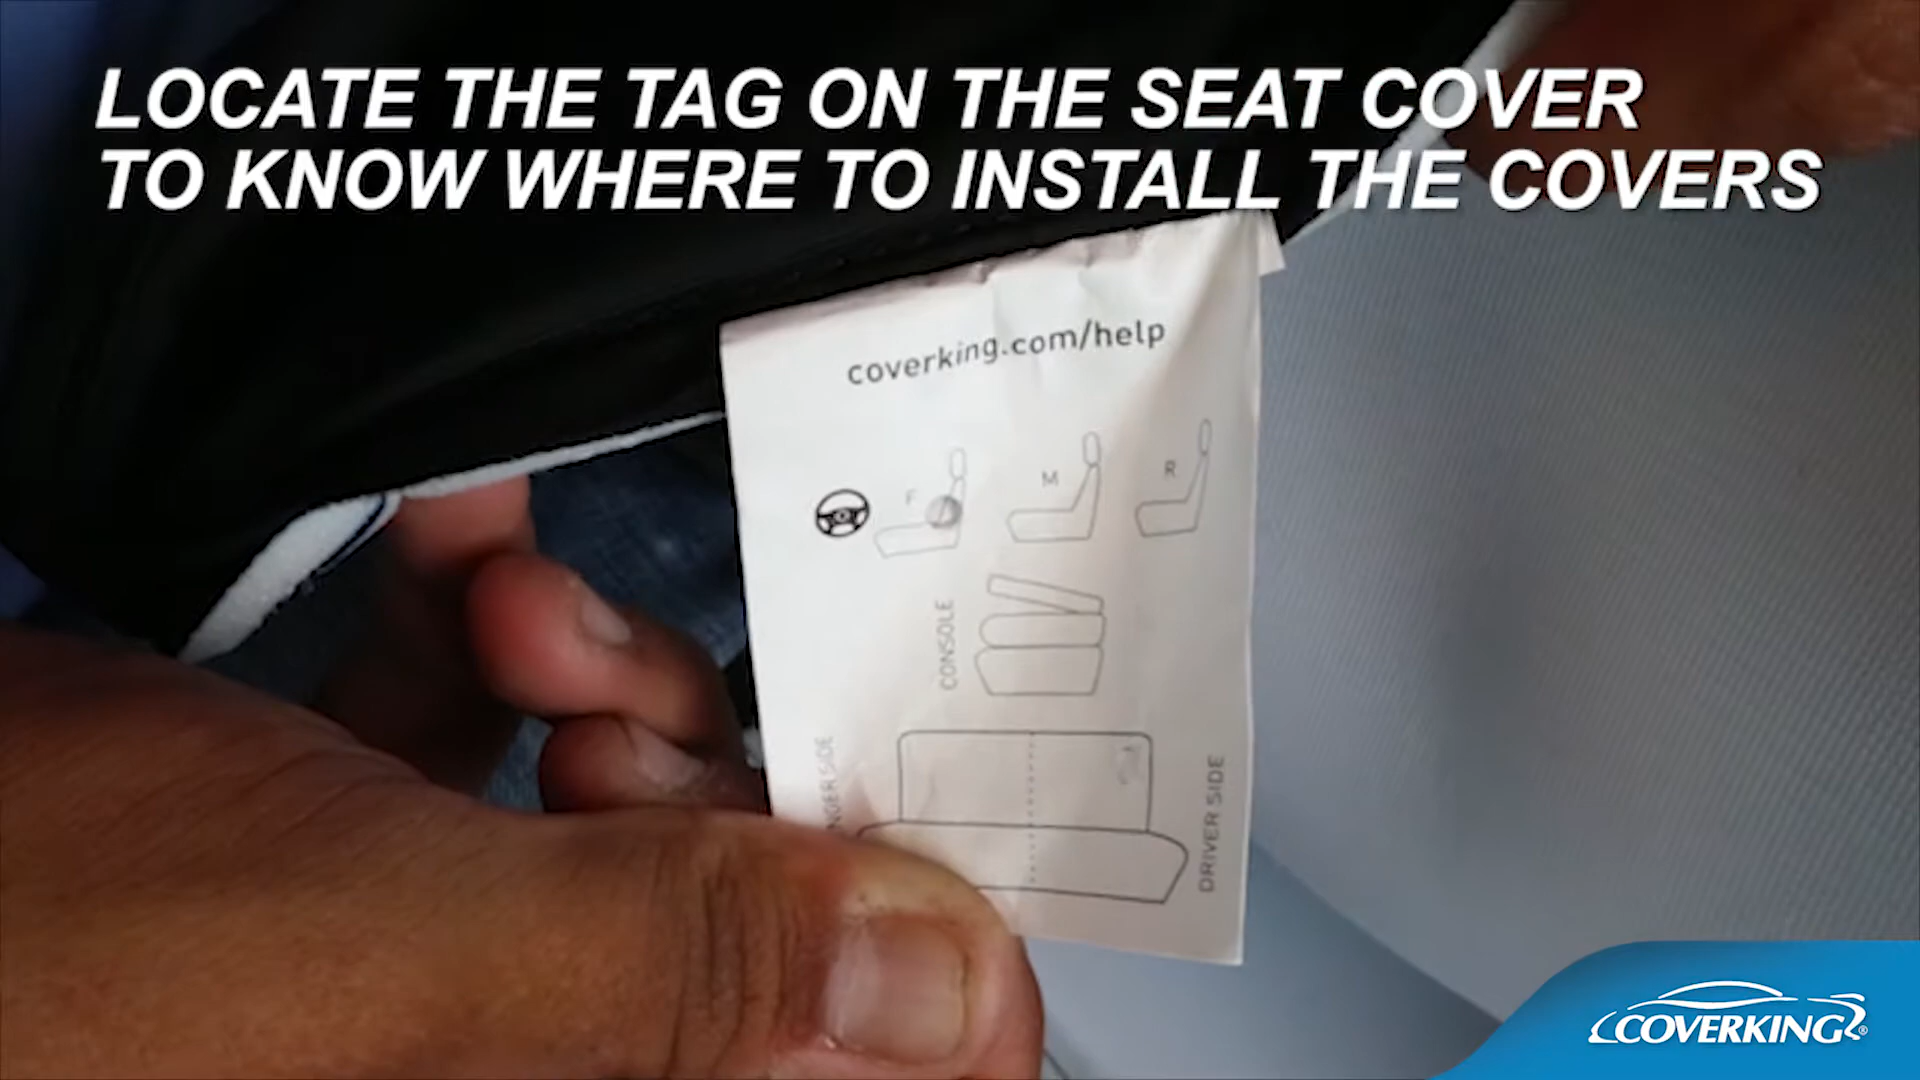 LOCATE THE TAG ON THE SEAT COVER
TO KNOW WHERE TO INSTALL THE COVERS
coverking.com/help
F
M
R
CONSOLE
DRIVER SIDE
COVERKING®